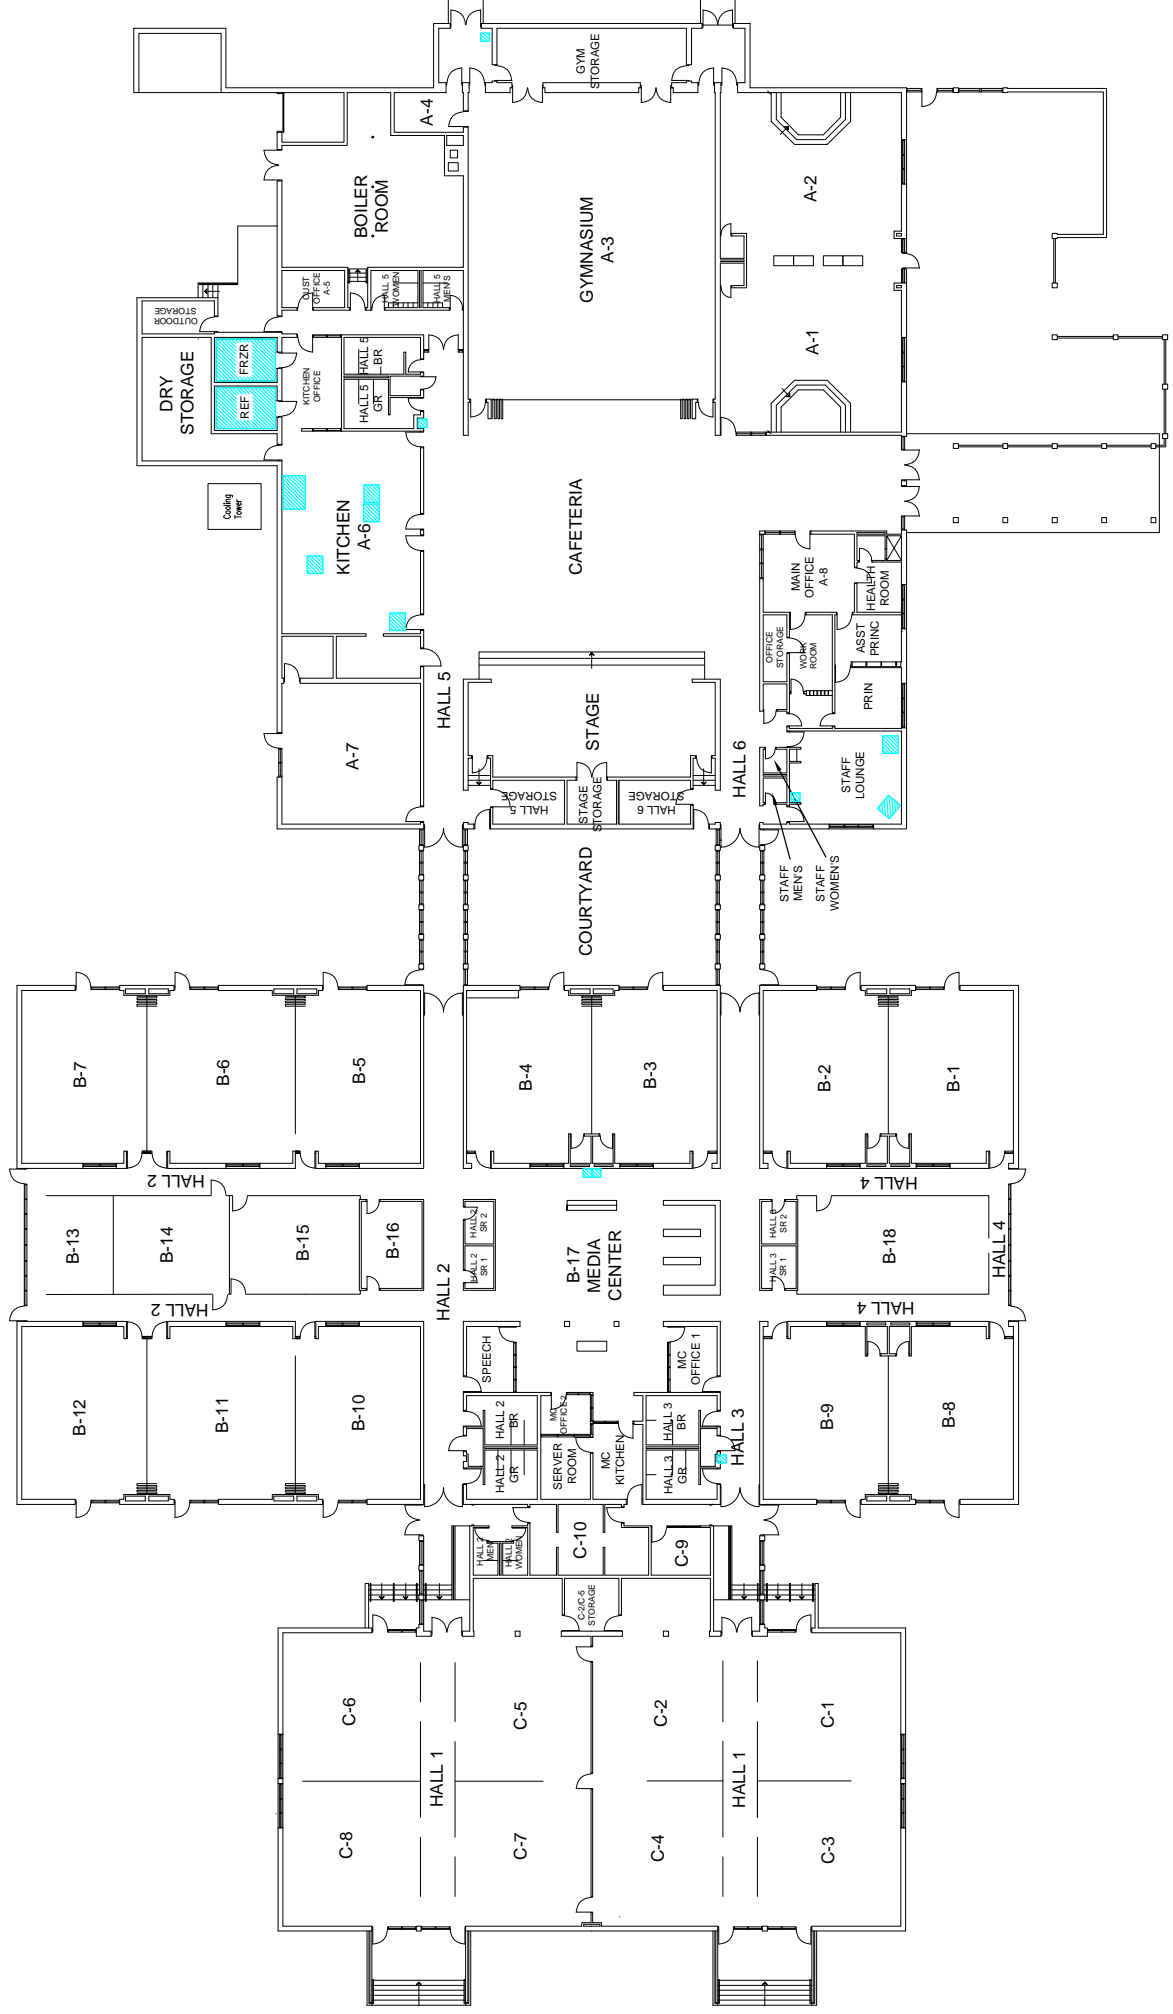 GYM
STORAGE
A-4
BOILER
ROOM
GYMNASIUM
A-3
A-2
A-1
CUST
OFFICE
A-5
HALL 5
WOMEN
HALL 5
MEN'S
OUTDOOR
STORAGE
DRY
STORAGE
FRZR
REF
KITCHEN
OFFICE
HALL 5
BR
HALL 5
GR
Cooling
Tower
KITCHEN
A-6
CAFETERIA
MAIN
OFFICE
A-8
HEALTH
ROOM
OFFICE
STORAGE
WORK
ROOM
ASST
PRINC
PRIN
HALL 5
A-7
STAGE
HALL 6
STAFF
LOUNGE
HALL 5
STORAGE
STAGE
STORAGE
HALL 6
STORAGE
STAFF
MEN'S
STAFF
WOMEN'S
COURTYARD
B-7
B-6
B-5
B-4
B-3
B-2
B-1
HALL 2
HALL 4
B-13
B-14
B-15
B-16
HALL 2
SR 2
HALL 2
SR 1
B-17
MEDIA
CENTER
HALL 3
SR 2
HALL 3
SR 1
B-18
HALL 4
HALL 2
HALL 2
HALL 4
SPEECH
MC
OFFICE 1
B-12
B-11
B-10
HALL 2
BR
HALL 2
GR
MC
OFFICE 2
SERVER
ROOM
MC
KITCHEN
HALL 3
BR
HALL 3
GR
HALL 3
B-9
B-8
HALL 2
MEN
HALL 2
WOMEN
C-10
C-9
C-2/C-5
STORAGE
C-6
C-5
C-2
C-1
HALL 1
HALL 1
C-8
C-7
C-4
C-3